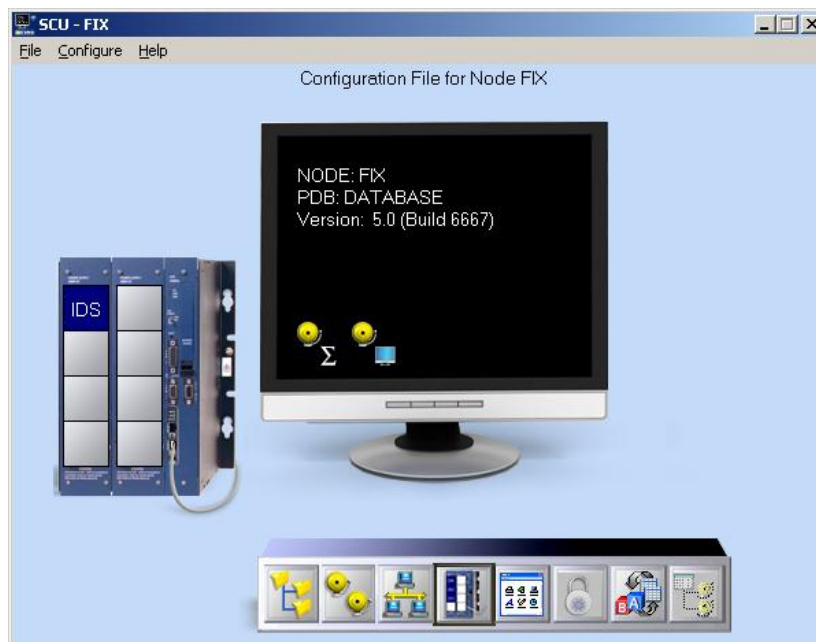 SCU - FIX
File Configure Help
Configuration File for Node FIX
NODE: FIX
PDB: DATABASE
Version: 5.0 (Build 6667)
IDS
Σ
B A